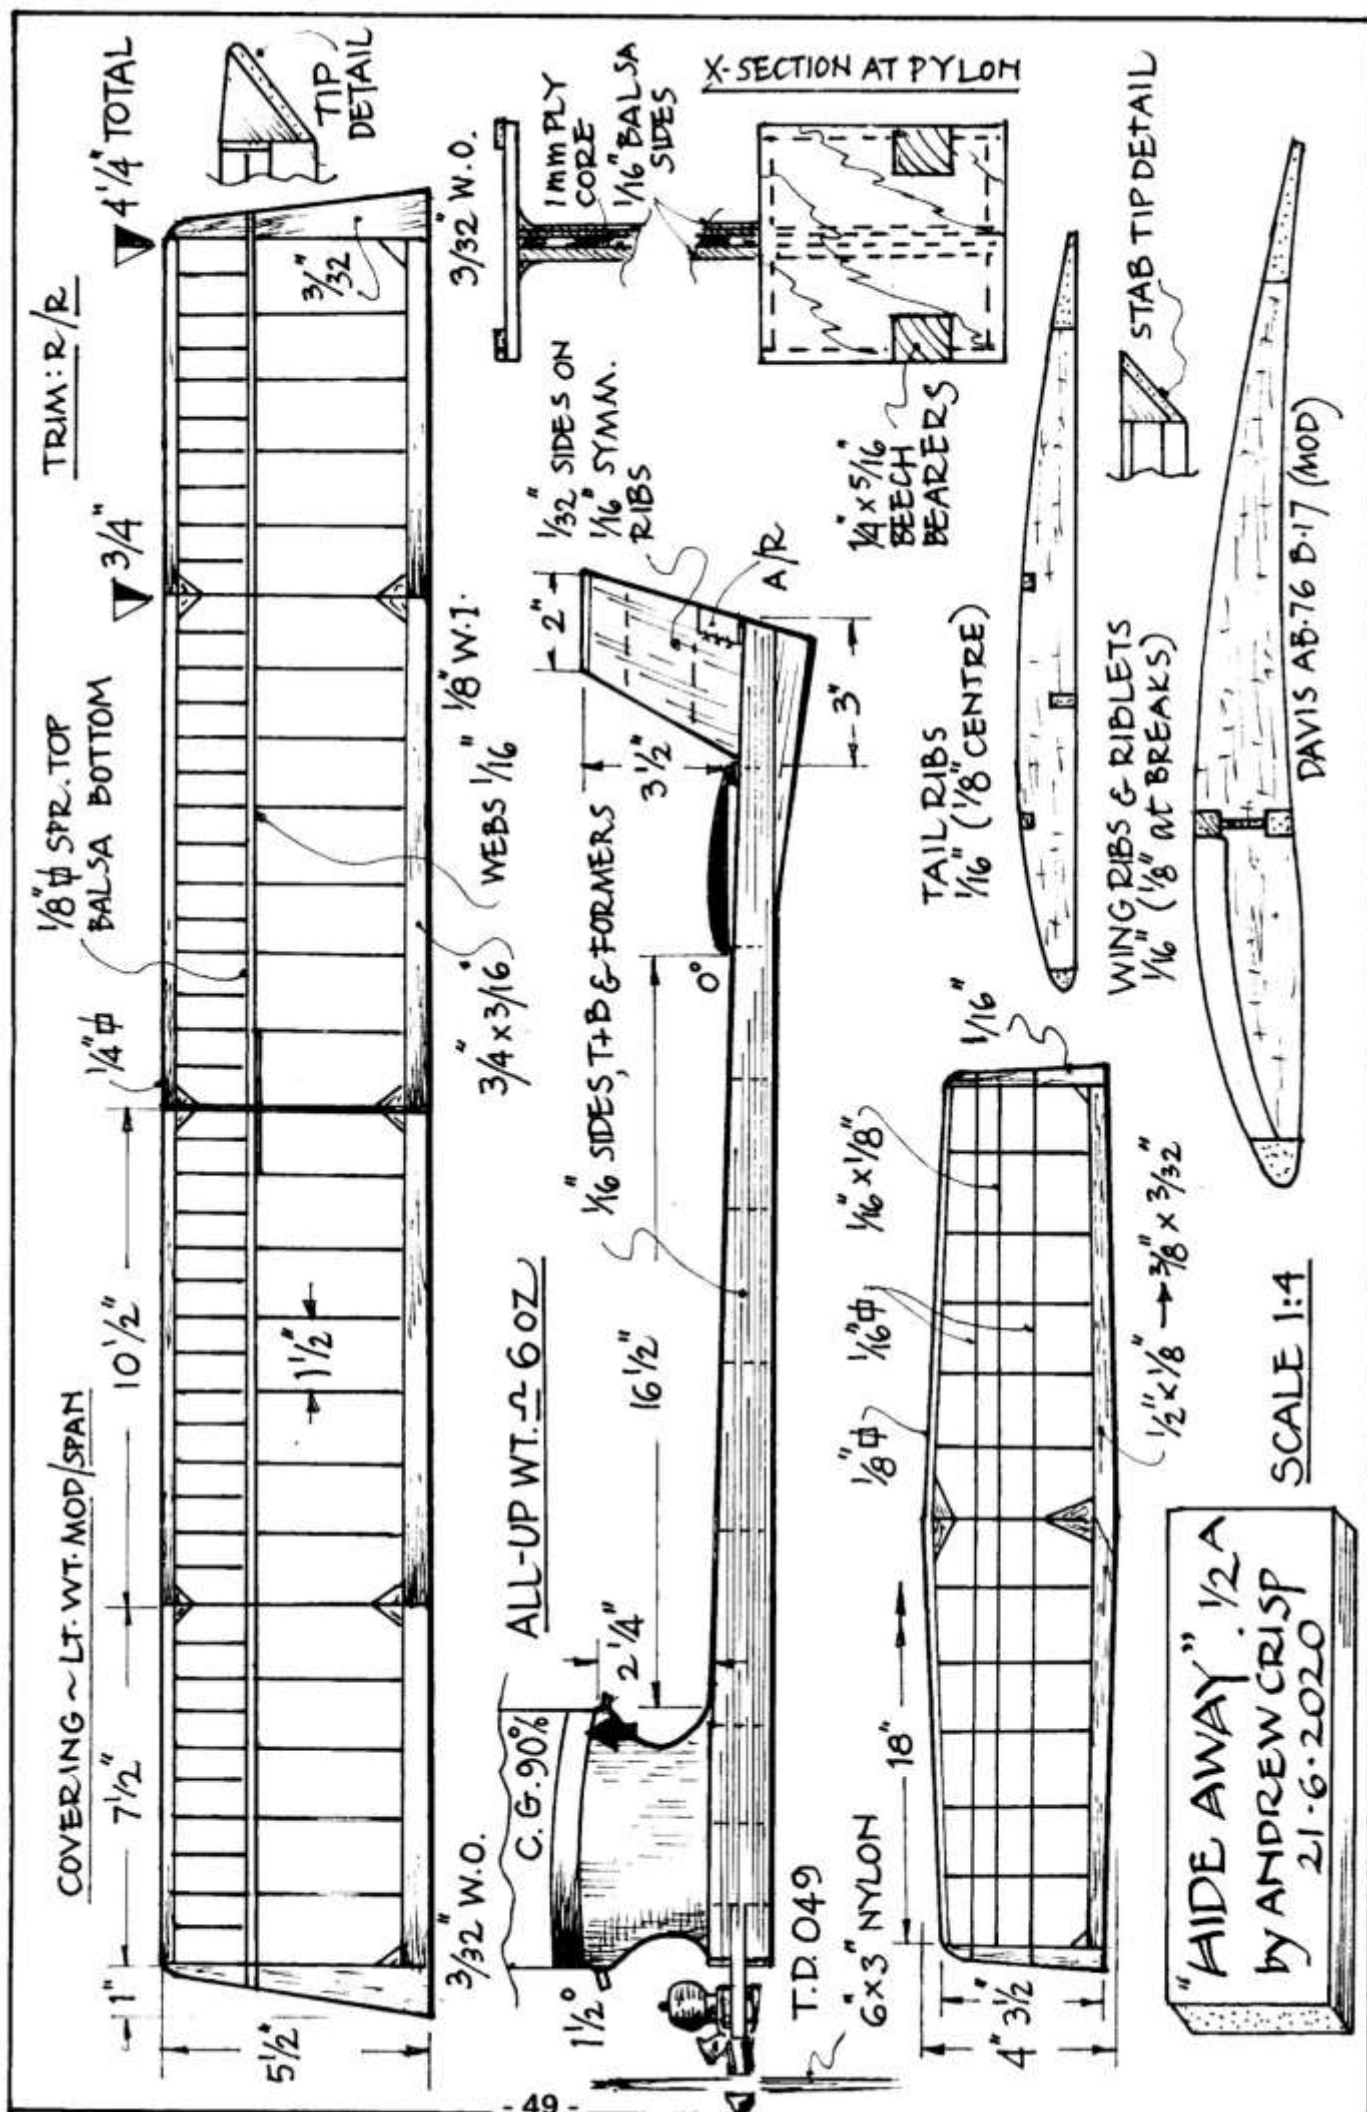 COVERING ~ LT. WT. MOD/SPAN
TRIM: R/R
1"
7 1/2"
10 1/2"
1/4" ⌀
1/8" ⌀ SPR. TOP
BALSA BOTTOM
3/4"
4 1/4" TOTAL
TIP
DETAIL
5 1/2"
1 1/2"
3/32"
3/32" W.O.
3/4" x 3/16"
WEBS 1/16"
1/8" W.I.
3/32" W.O.
ALL-UP WT. ≏ 6 OZ
C.G. 90%
1 1/2°
2 1/4"
16 1/2"
1/16" SIDES, T+B & FORMERS
0°
3 1/2"
2"
1/32" SIDES ON
1/16" SYMM.
RIBS
A/R
3"
T.D. 049
6"x3" NYLON
X-SECTION AT PYLON
1mm PLY
CORE
1/16" BALSA
SIDES
1/4" x 5/16"
BEECH
BEARERS
4"
3 1/2"
18"
1/8" ⌀
1/16" ⌀
1/16" x 1/8"
1/16"
1/2" x 1/8" → 3/8" x 3/32"
TAIL RIBS
1/16" (1/8" CENTRE)
STAB TIP DETAIL
WING RIBS & RIBLETS
1/16" (1/8" at BREAKS)
DAVIS AB·76 B·17 (MOD)
SCALE 1:4
"AIDE AWAY". 1/2A
by ANDREW CRISP
21·6·2020
- 49 -